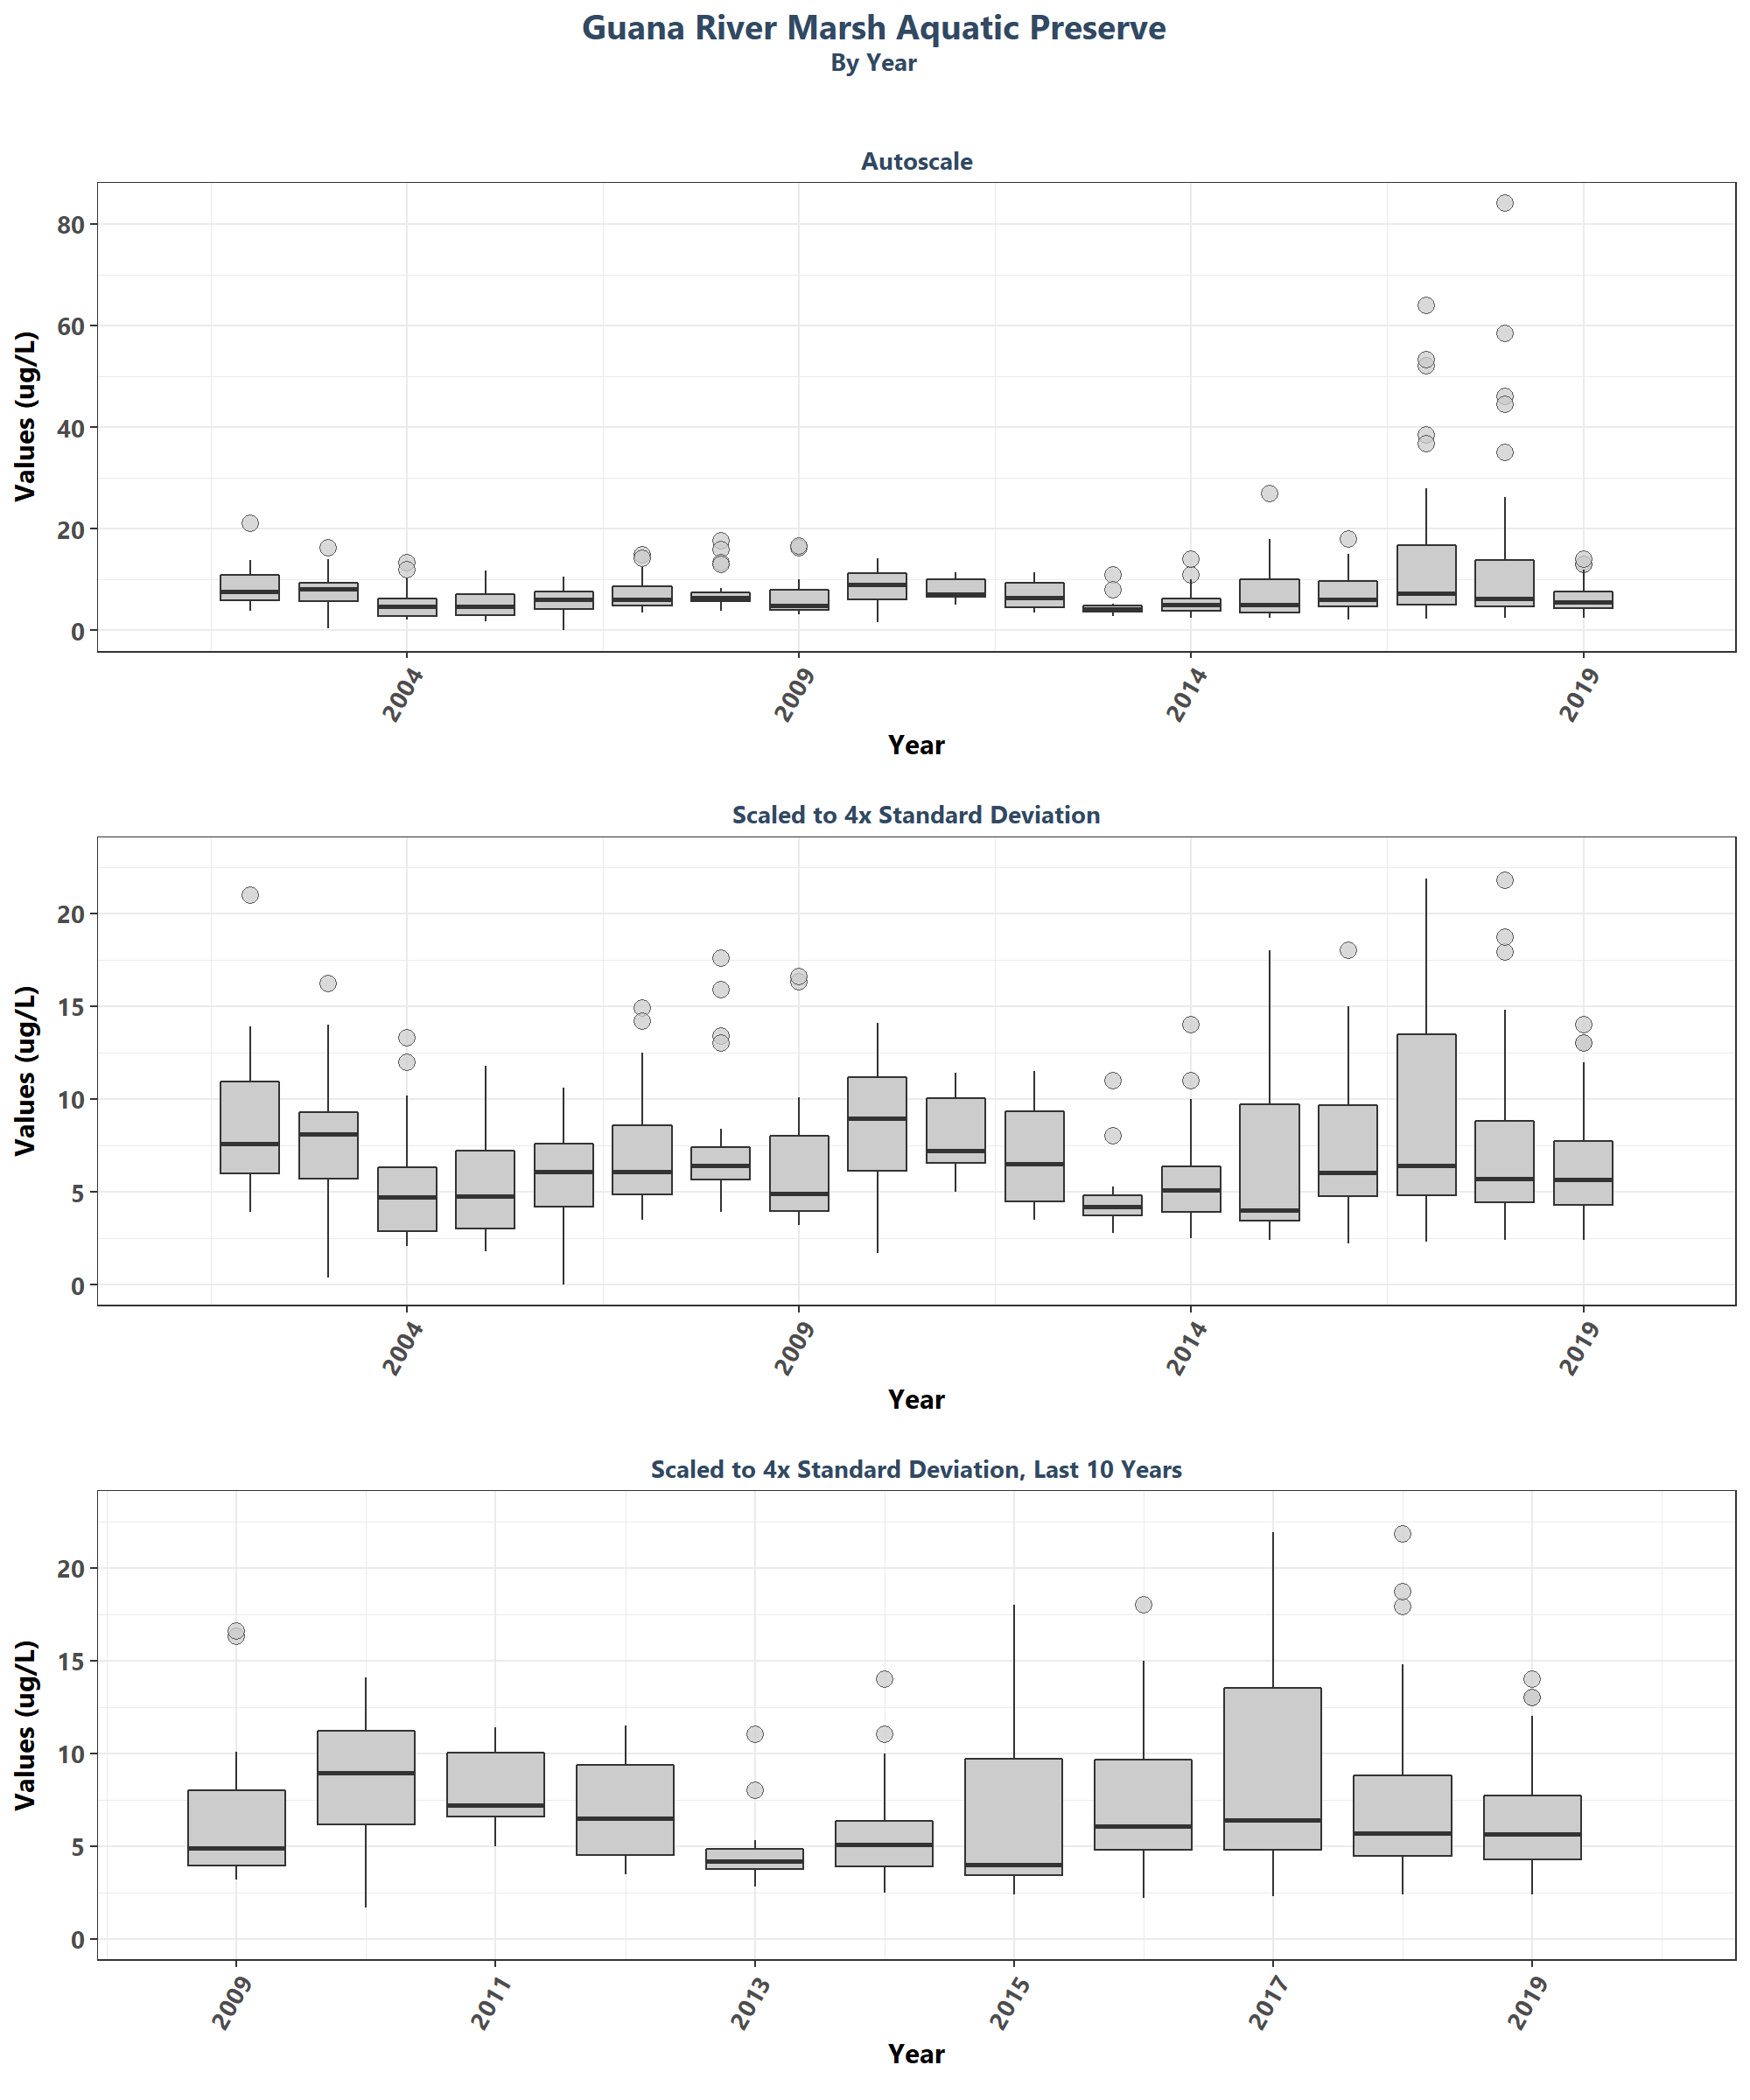 Guana River Marsh Aquatic Preserve
By Year
Autoscale
Values (ug/L)
80
60
40
20
0
2004 2009 2014 2019
Year
Scaled to 4x Standard Deviation
Values (ug/L)
20
15
10
5
0
2004 2009 2014 2019
Year
Scaled to 4x Standard Deviation, Last 10 Years
Values (ug/L)
20
15
10
5
0
2009 2011 2013 2015 2017 2019
Year